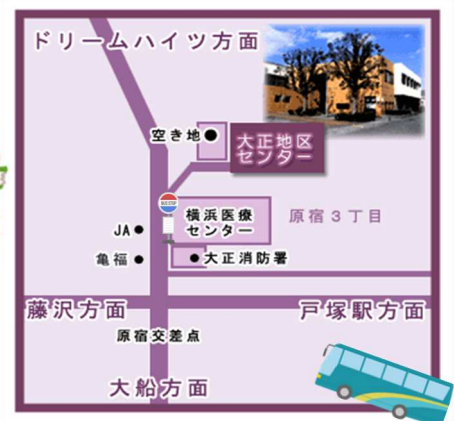 ドリームハイツ方面
空き地●
大正地区
センター
横浜医療
センター
原宿３丁目
JA●
亀福●
●大正消防署
藤沢方面
戸塚駅方面
原宿交差点
大船方面